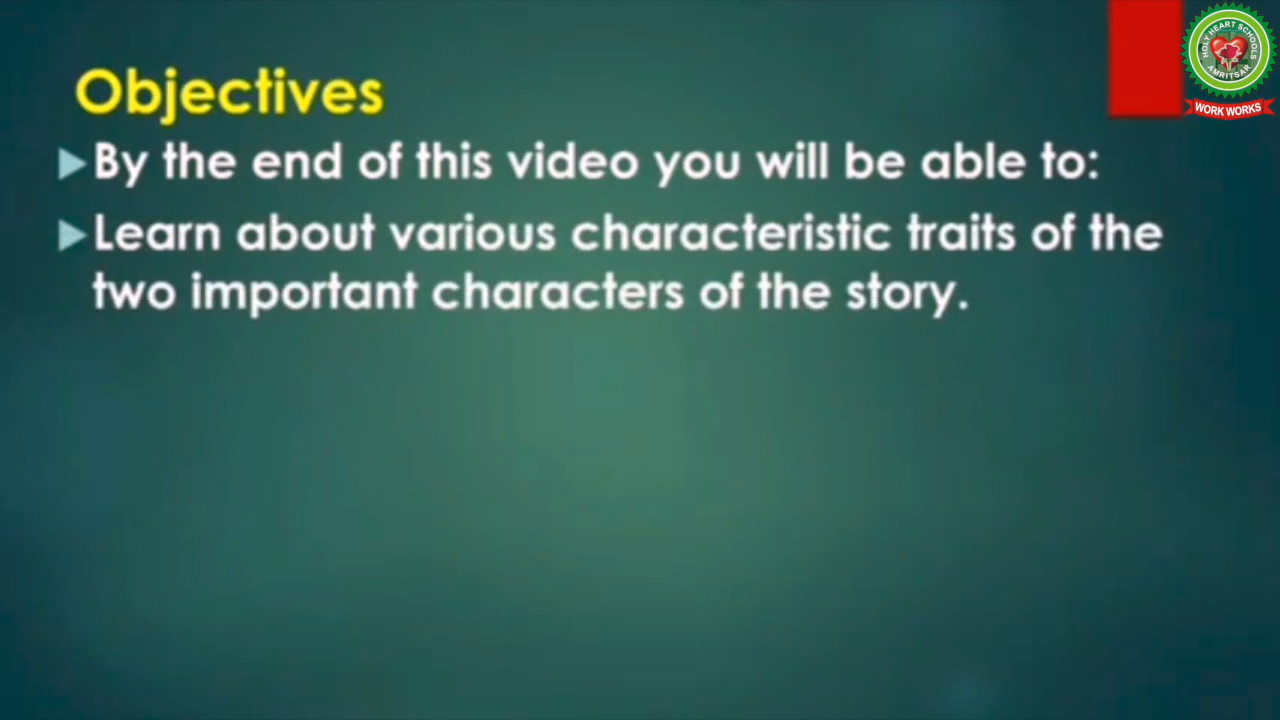 Objectives
By the end of this video you will be able to:
Learn about various characteristic traits of the
two important characters of the story.
HOLY HEART SCHOOLS
AMRITSAR
WORK WORKS